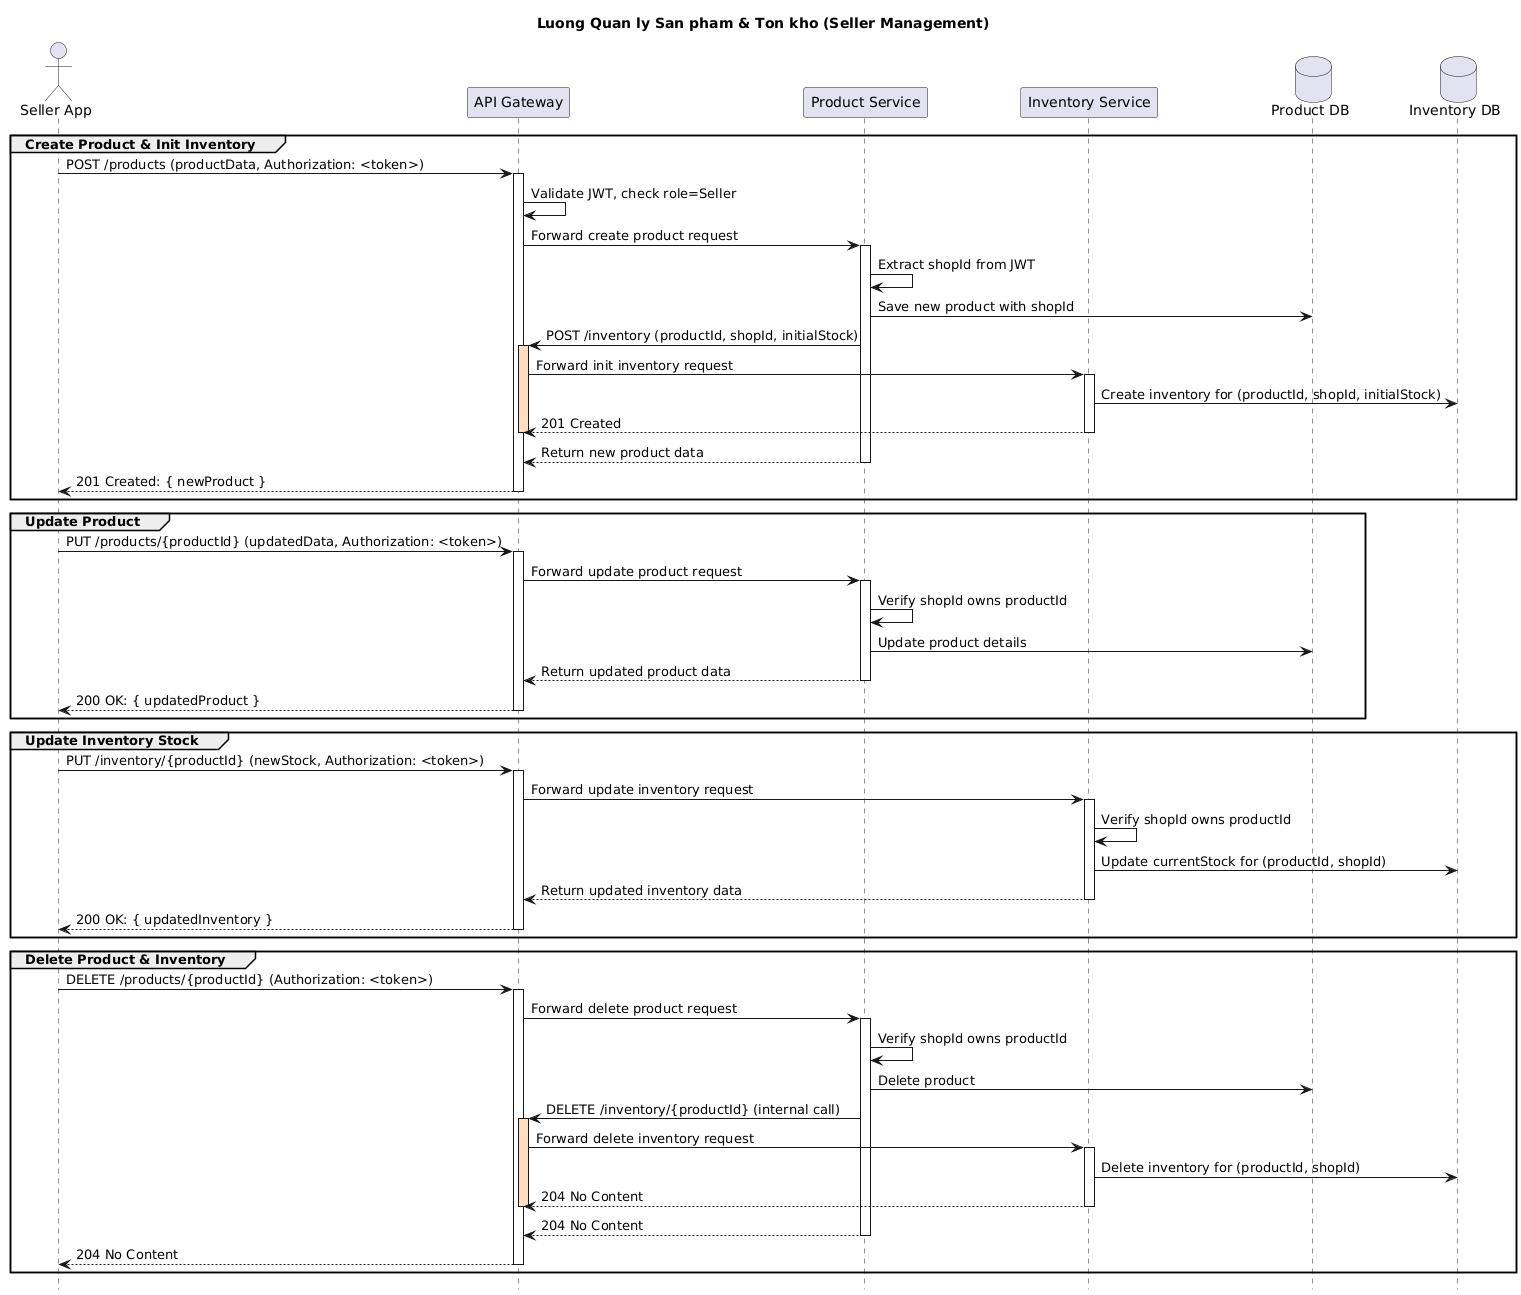 Luong Quan ly San pham & Ton kho (Seller Management)
Seller App
API Gateway
Product Service
Inventory Service
Product DB
Inventory DB
Create Product & Init Inventory
POST /products (productData, Authorization: <token>)
Validate JWT, check role=Seller
Forward create product request
Extract shopId from JWT
Save new product with shopId
POST /inventory (productId, shopId, initialStock)
Forward init inventory request
Create inventory for (productId, shopId, initialStock)
201 Created
Return new product data
201 Created: { newProduct }
Update Product
PUT /products/{productId} (updatedData, Authorization: <token>)
Forward update product request
Verify shopId owns productId
Update product details
Return updated product data
200 OK: { updatedProduct }
Update Inventory Stock
PUT /inventory/{productId} (newStock, Authorization: <token>)
Forward update inventory request
Verify shopId owns productId
Update currentStock for (productId, shopId)
Return updated inventory data
200 OK: { updatedInventory }
Delete Product & Inventory
DELETE /products/{productId} (Authorization: <token>)
Forward delete product request
Verify shopId owns productId
Delete product
DELETE /inventory/{productId} (internal call)
Forward delete inventory request
Delete inventory for (productId, shopId)
204 No Content
204 No Content
204 No Content